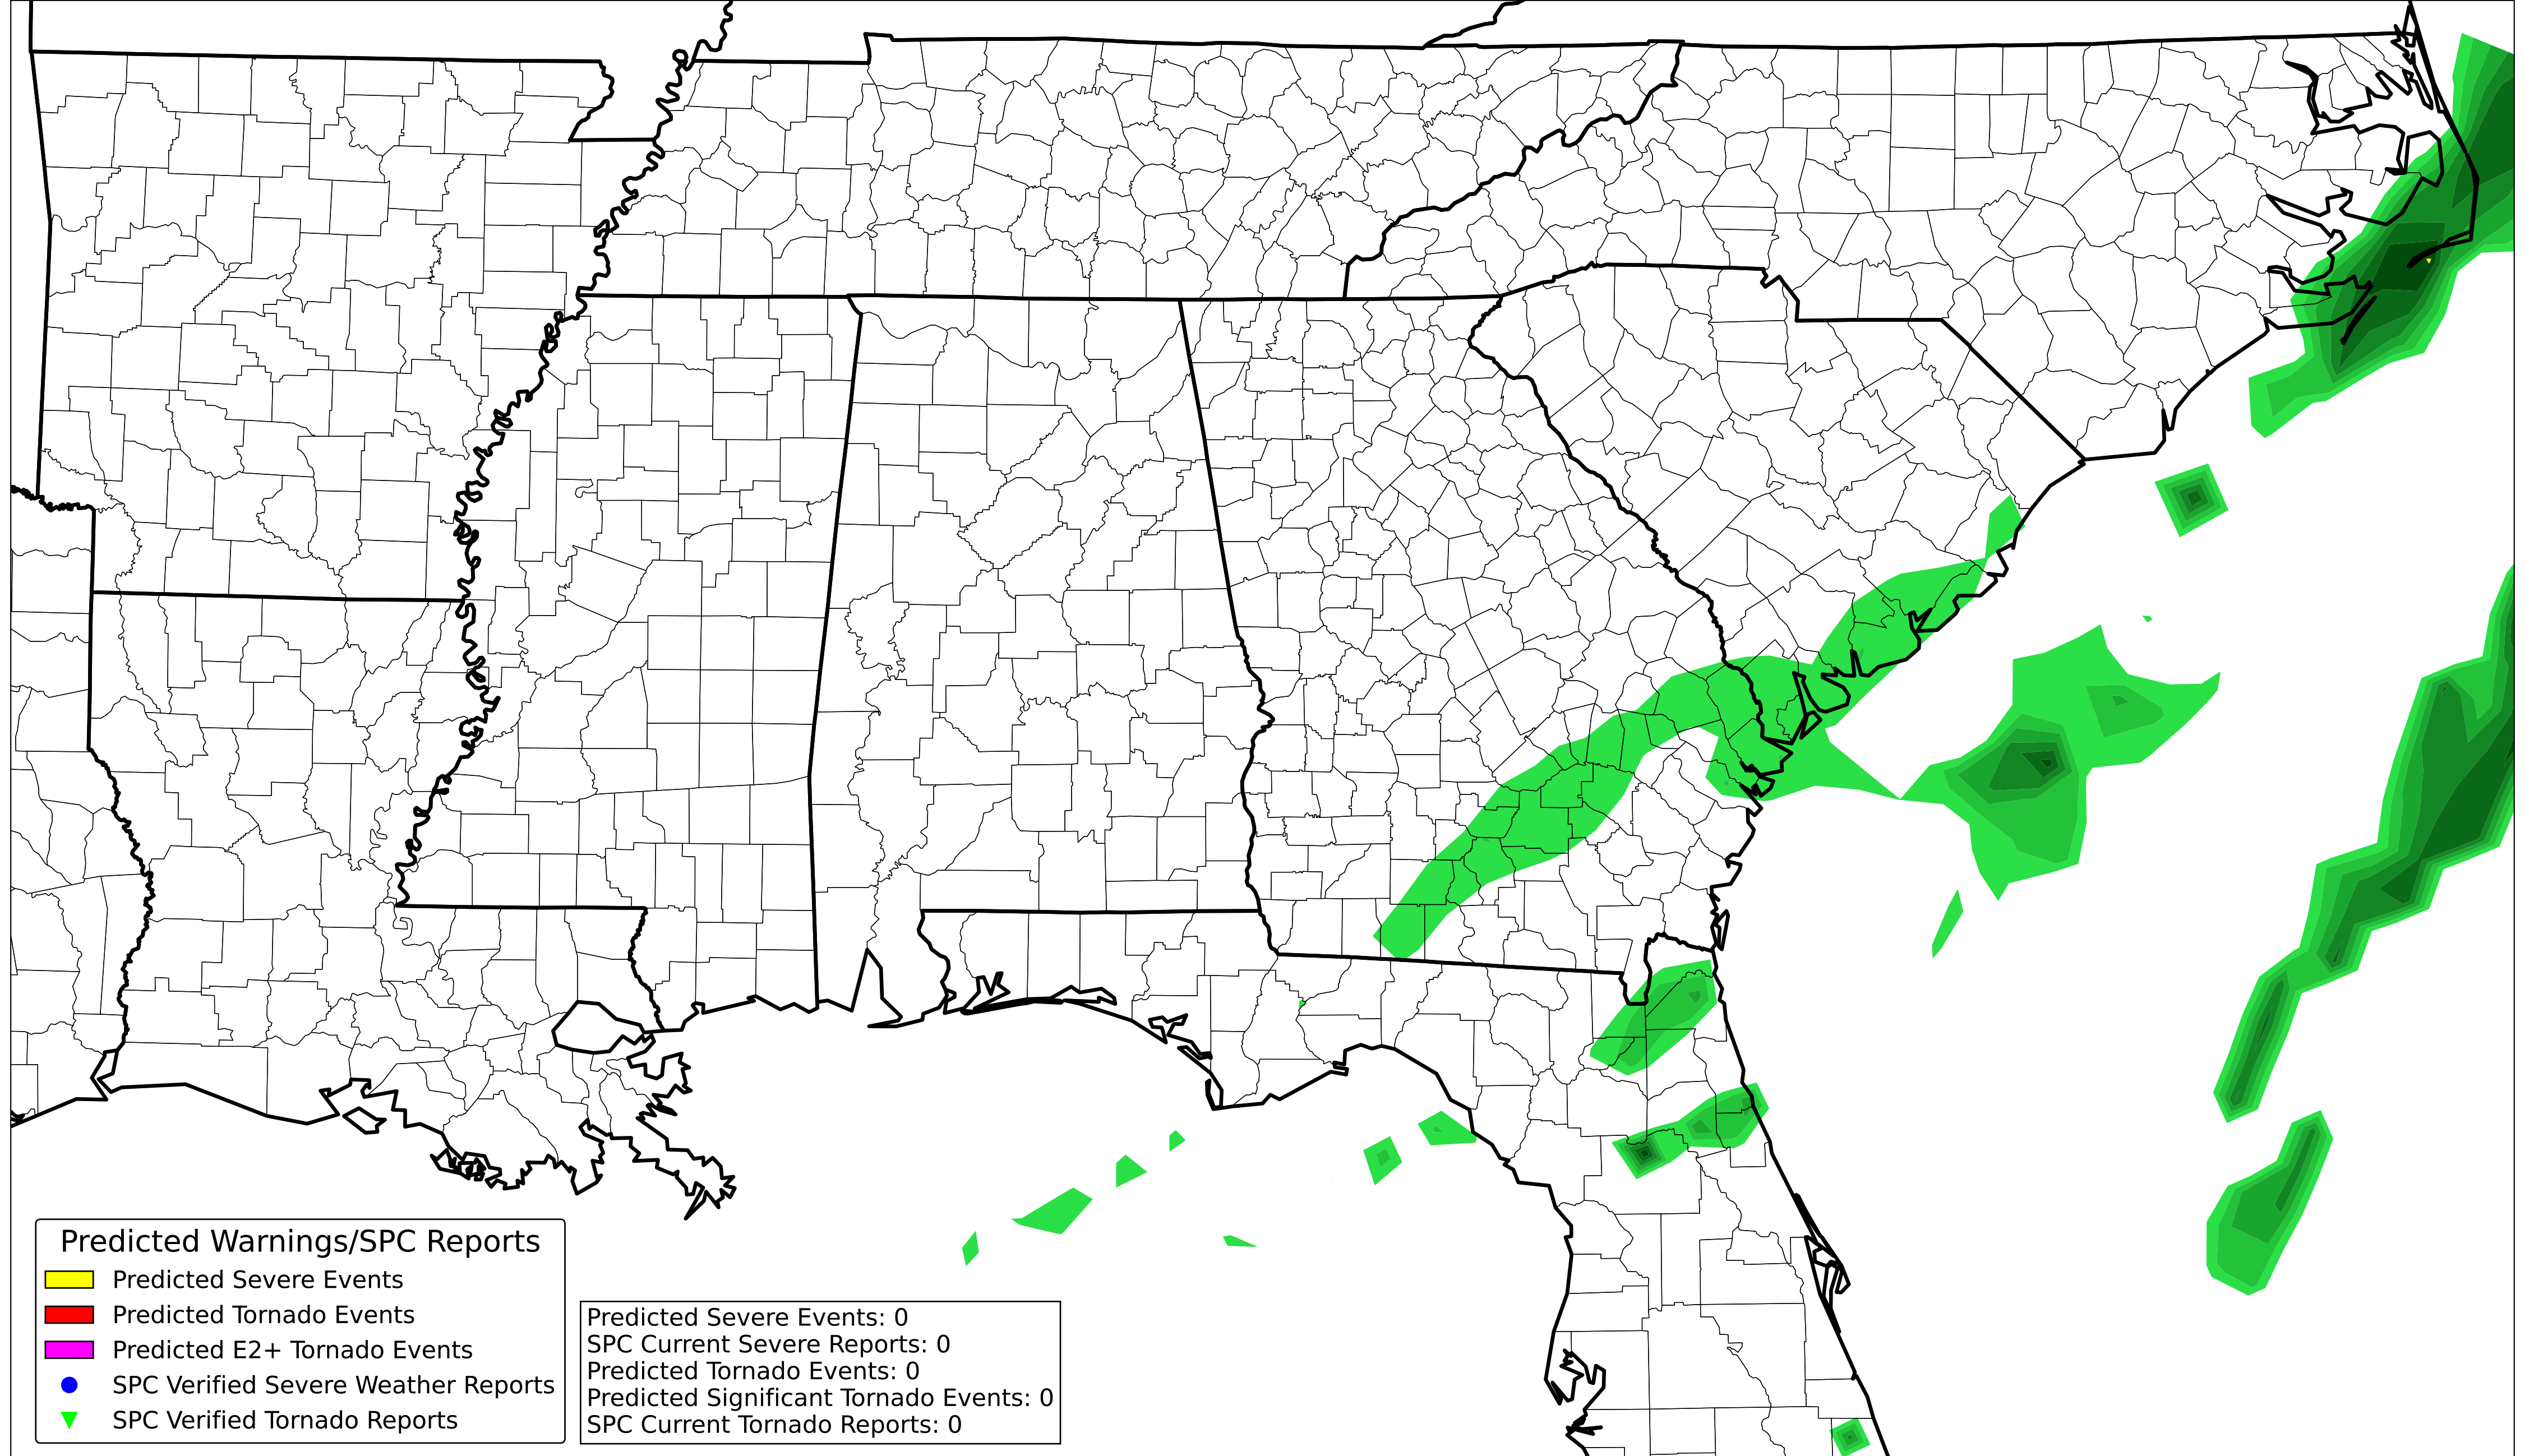 Predicted Warnings/SPC Reports
Predicted Severe Events
Predicted Tornado Events
Predicted E2+ Tornado Events
SPC Verified Severe Weather Reports
SPC Verified Tornado Reports
Predicted Severe Events: 0
SPC Current Severe Reports: 0
Predicted Tornado Events: 0
Predicted Significant Tornado Events: 0
SPC Current Tornado Reports: 0